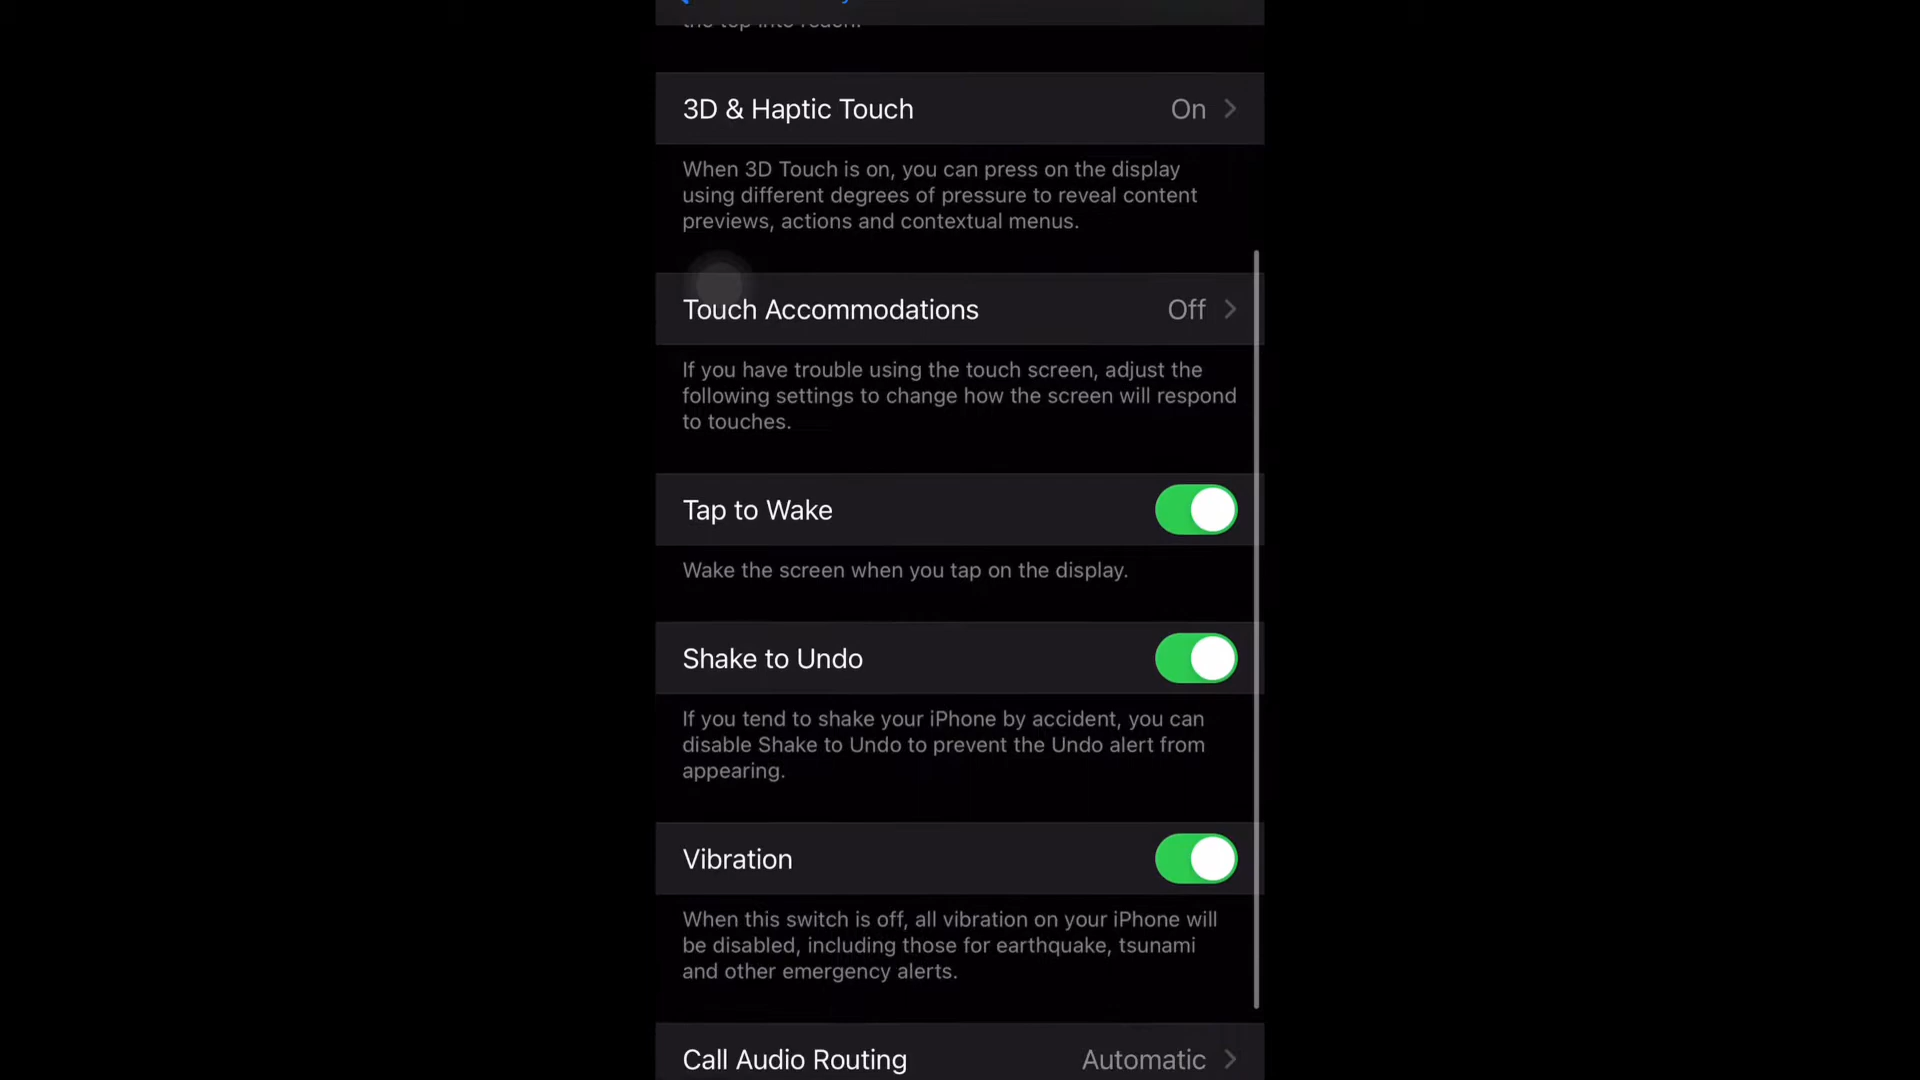 the top into reach.
3D & Haptic Touch On
When 3D Touch is on, you can press on the display
using different degrees of pressure to reveal content
previews, actions and contextual menus.
Touch Accommodations Off
If you have trouble using the touch screen, adjust the
following settings to change how the screen will respond
to touches.
Tap to Wake
Wake the screen when you tap on the display.
Shake to Undo
If you tend to shake your iPhone by accident, you can
disable Shake to Undo to prevent the Undo alert from
appearing.
Vibration
When this switch is off, all vibration on your iPhone will
be disabled, including those for earthquake, tsunami
and other emergency alerts.
Call Audio Routing Automatic